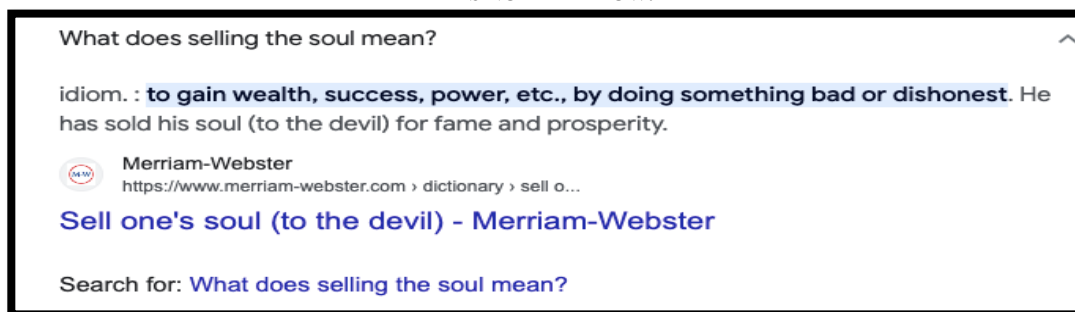 What does selling the soul mean?
idiom. : to gain wealth, success, power, etc., by doing something bad or dishonest. He
has sold his soul (to the devil) for fame and prosperity.
M-W
Merriam-Webster
https://www.merriam-webster.com › dictionary › sell o...
Sell one's soul (to the devil) - Merriam-Webster
Search for: What does selling the soul mean?